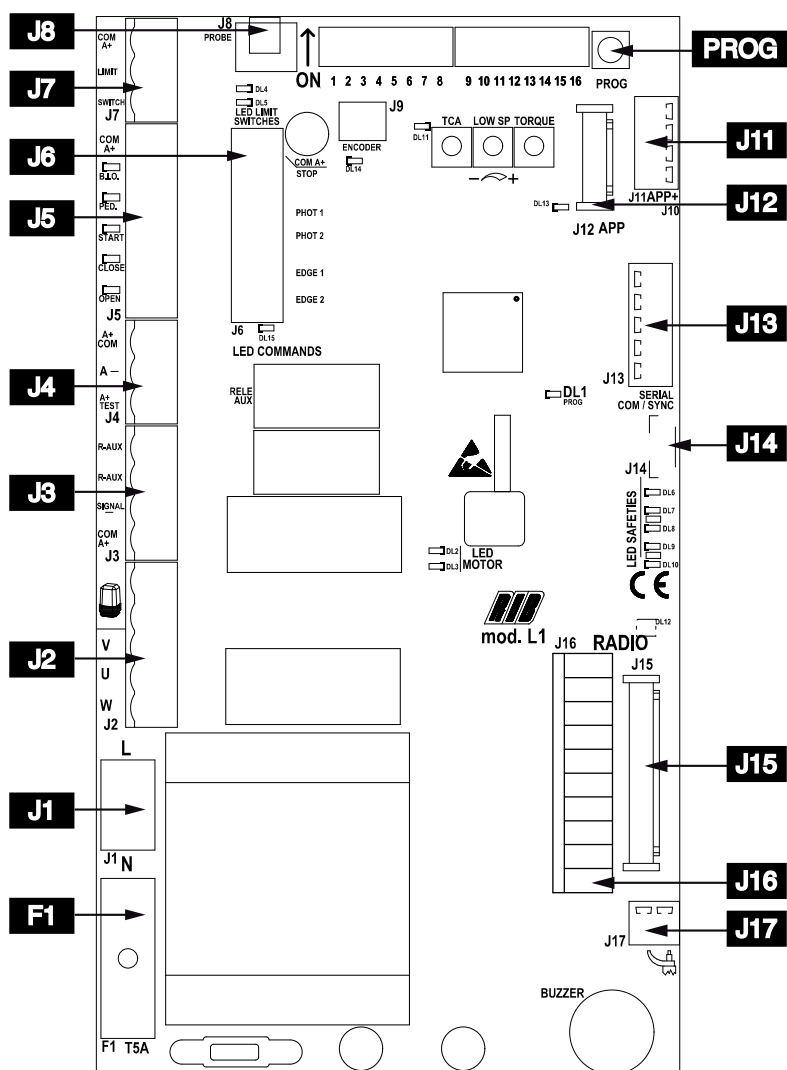 J8
J8
PROBE
ON
PROG
PROG
COM
A+
LIMIT
SWITCH
J7
J7
DL4
DL5
LED LIMIT
SWITCHES
1 2 3 4 5 6 7 8 9 10 11 12 13 14 15 16
J9
ENCODER
DL14
COM A+
STOP
TCA LOW SP TORQUE
DL11
− +
DL13
J12 APP
J12
J11
J11APP+
J10
J6
COM
A+
B.I.O.
PED.
START
CLOSE
OPEN
J5
J5
PHOT 1
PHOT 2
EDGE 1
EDGE 2
J6
DL15
LED COMMANDS
J13
J13
SERIAL
COM / SYNC
A+
COM
A −
A+
TEST
J4
J4
RELE
AUX
DL1
PROG
J14
J14
R-AUX
R-AUX
SIGNAL
COM
A+
J3
J3
LED SAFETIES
DL6
DL7
DL8
DL9
DL10
DL2
DL3
LED
MOTOR
CE
RIB
mod. L1
DL12
V
U
W
J2
J2
J16 RADIO
J15
J15
L
J1
J1
N
J16
F1
J17
J17
BUZZER
F1 T5A